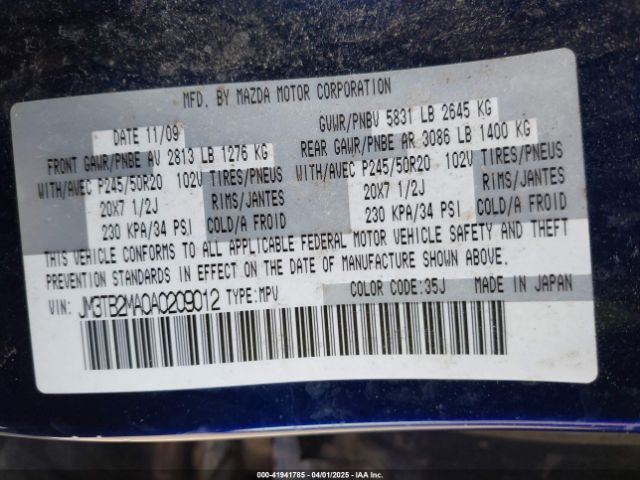 MFD. BY MAZDA MOTOR CORPORATION
DATE 11/09 GVWR/PNBV 5831 LB 2645 KG
FRONT GAWR/PNBE AV 2813 LB 1276 KG REAR GAWR/PNBE AR 3086 LB 1400 KG
WITH/AVEC P245/50R20 102V TIRES/PNEUS WITH/AVEC P245/50R20 102V TIRES/PNEUS
20X7 1/2J RIMS/JANTES 20X7 1/2J RIMS/JANTES
230 KPA/34 PSI COLD/A FROID 230 KPA/34 PSI COLD/A FROID
THIS VEHICLE CONFORMS TO ALL APPLICABLE FEDERAL MOTOR VEHICLE SAFETY AND THEFT
PREVENTION STANDARDS IN EFFECT ON THE DATE OF MANUFACTURE SHOWN ABOVE.
VIN: JM3TB2MA0A0209012 TYPE:MPV COLOR CODE:35J MADE IN JAPAN
000-41941785 04/01/2025 IAA Inc.